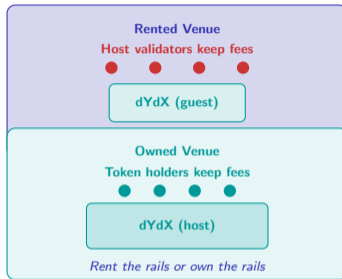 Rented Venue
Host validators keep fees
dYdX (guest)
Owned Venue
Token holders keep fees
dYdX (host)
Rent the rails or own the rails